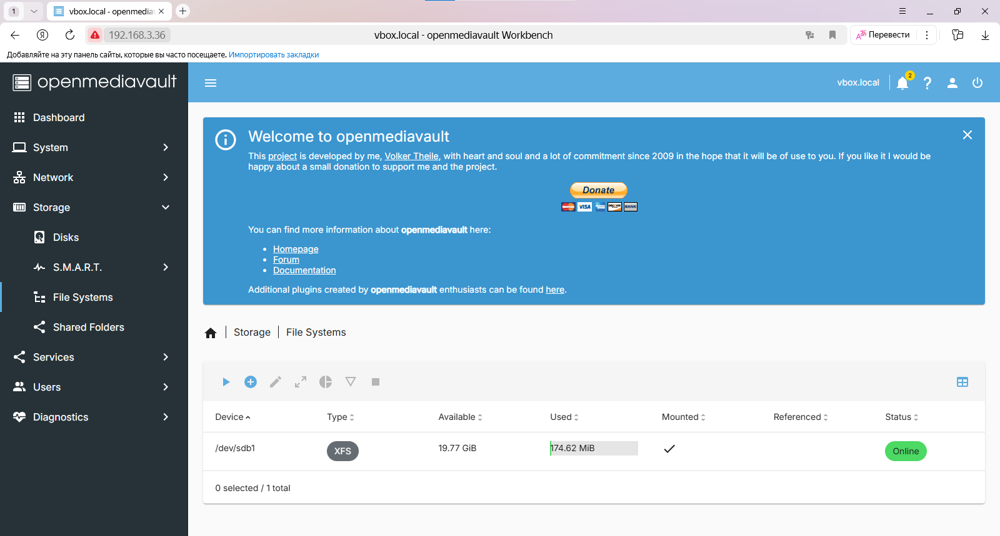 1
vbox.local - openmediav
192.168.3.36
vbox.local - openmediavault Workbench
Перевести
Добавляйте на эту панель сайты, которые вы часто посещаете. Импортировать закладки
openmediavault
vbox.local
2
Dashboard
System
Network
Storage
Disks
S.M.A.R.T.
File Systems
Shared Folders
Services
Users
Diagnostics
Welcome to openmediavault
This project is developed by me, Volker Theile, with heart and soul and a lot of commitment since 2009 in the hope that it will be of use to you. If you like it I would be
happy about a small donation to support me and the project.
Donate
MasterCard VISA DISCOVER BANK
You can find more information about openmediavault here:
Homepage
Forum
Documentation
Additional plugins created by openmediavault enthusiasts can be found here.
Storage File Systems
Device Type Available Used Mounted Referenced Status
/dev/sdb1 XFS 19.77 GiB 174.62 MiB Online
0 selected / 1 total